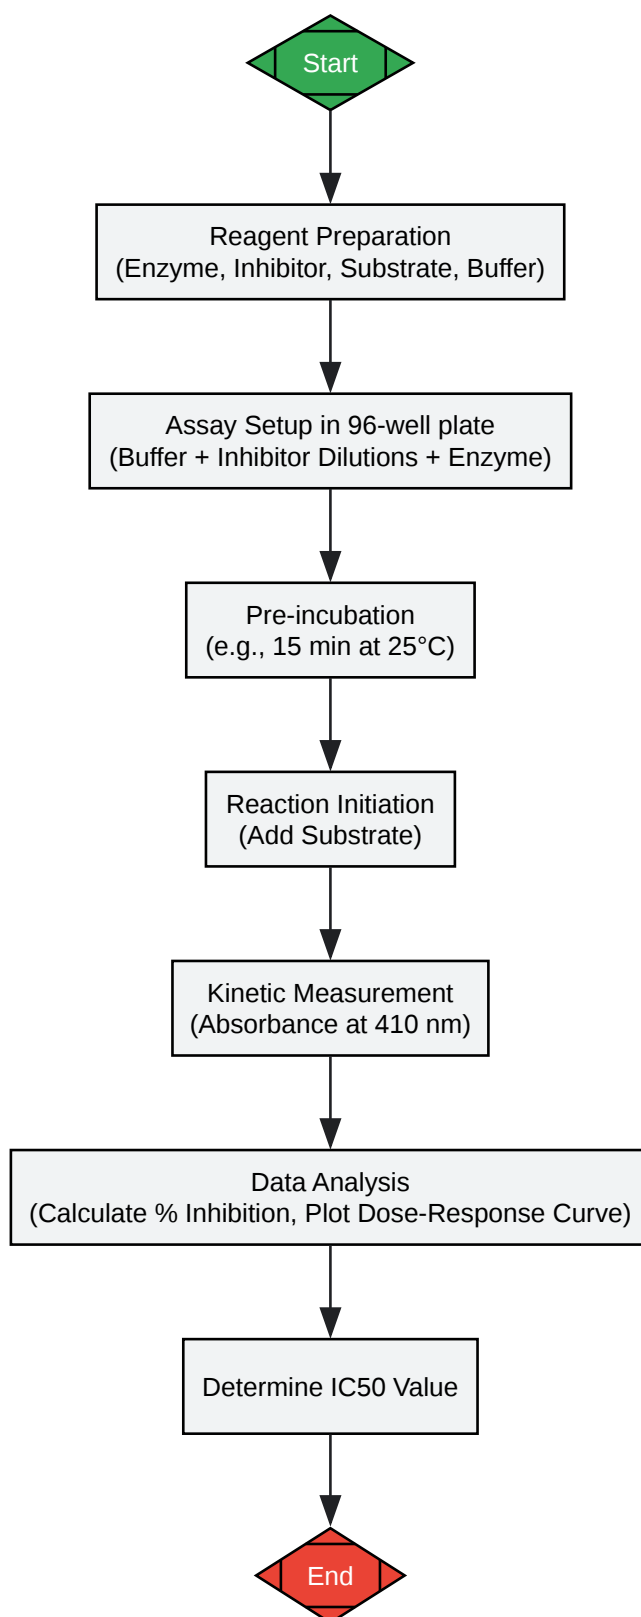 Start
Reagent Preparation
(Enzyme, Inhibitor, Substrate, Buffer)
Assay Setup in 96-well plate
(Buffer + Inhibitor Dilutions + Enzyme)
Pre-incubation
(e.g., 15 min at 25°C)
Reaction Initiation
(Add Substrate)
Kinetic Measurement
(Absorbance at 410 nm)
Data Analysis
(Calculate % Inhibition, Plot Dose-Response Curve)
Determine IC50 Value
End